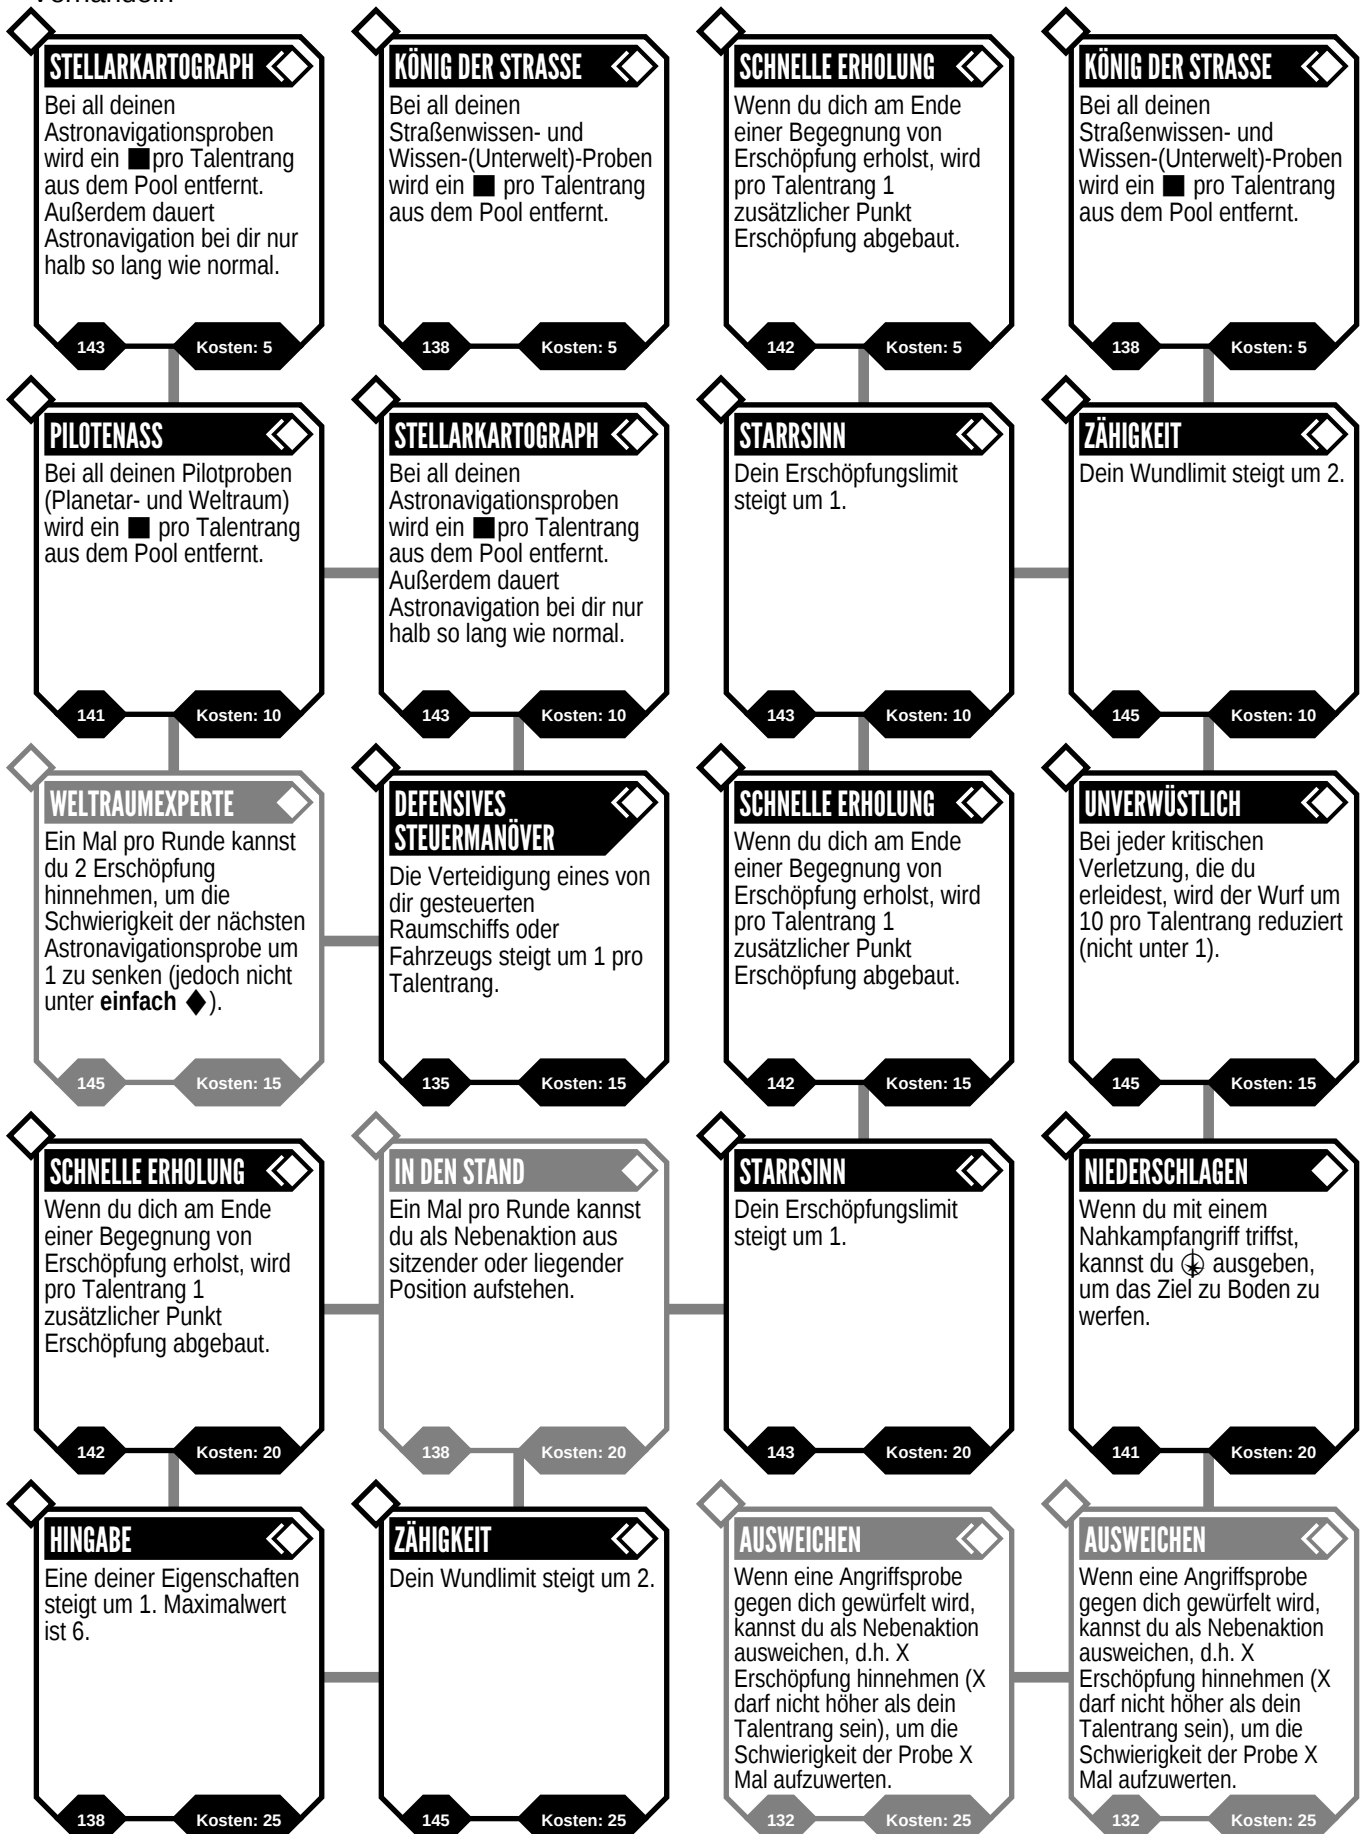 STELLARKARTOGRAPH
Bei all deinen
Astronavigationsproben
wird ein ■ pro Talentrang
aus dem Pool entfernt.
Außerdem dauert
Astronavigation bei dir nur
halb so lang wie normal.
143
Kosten: 5
KÖNIG DER STRASSE
Bei all deinen
Straßenwissen- und
Wissen-(Unterwelt)-Proben
wird ein ■ pro Talentrang
aus dem Pool entfernt.
138
Kosten: 5
SCHNELLE ERHOLUNG
Wenn du dich am Ende
einer Begegnung von
Erschöpfung erholst, wird
pro Talentrang 1
zusätzlicher Punkt
Erschöpfung abgebaut.
142
Kosten: 5
KÖNIG DER STRASSE
Bei all deinen
Straßenwissen- und
Wissen-(Unterwelt)-Proben
wird ein ■ pro Talentrang
aus dem Pool entfernt.
138
Kosten: 5
PILOTENASS
Bei all deinen Pilotproben
(Planetar- und Weltraum)
wird ein ■ pro Talentrang
aus dem Pool entfernt.
141
Kosten: 10
STELLARKARTOGRAPH
Bei all deinen
Astronavigationsproben
wird ein ■ pro Talentrang
aus dem Pool entfernt.
Außerdem dauert
Astronavigation bei dir nur
halb so lang wie normal.
143
Kosten: 10
STARRSINN
Dein Erschöpfungslimit
steigt um 1.
143
Kosten: 10
ZÄHIGKEIT
Dein Wundlimit steigt um 2.
145
Kosten: 10
WELTRAUMEXPERTE
Ein Mal pro Runde kannst
du 2 Erschöpfung
hinnehmen, um die
Schwierigkeit der nächsten
Astronavigationsprobe um
1 zu senken (jedoch nicht
unter einfach ♦).
145
Kosten: 15
DEFENSIVES
STEUERMANÖVER
Die Verteidigung eines von
dir gesteuerten
Raumschiffs oder
Fahrzeugs steigt um 1 pro
Talentrang.
135
Kosten: 15
SCHNELLE ERHOLUNG
Wenn du dich am Ende
einer Begegnung von
Erschöpfung erholst, wird
pro Talentrang 1
zusätzlicher Punkt
Erschöpfung abgebaut.
142
Kosten: 15
UNVERWÜSTLICH
Bei jeder kritischen
Verletzung, die du
erleidest, wird der Wurf um
10 pro Talentrang reduziert
(nicht unter 1).
145
Kosten: 15
SCHNELLE ERHOLUNG
Wenn du dich am Ende
einer Begegnung von
Erschöpfung erholst, wird
pro Talentrang 1
zusätzlicher Punkt
Erschöpfung abgebaut.
142
Kosten: 20
IN DEN STAND
Ein Mal pro Runde kannst
du als Nebenaktion aus
sitzender oder liegender
Position aufstehen.
138
Kosten: 20
STARRSINN
Dein Erschöpfungslimit
steigt um 1.
143
Kosten: 20
NIEDERSCHLAGEN
Wenn du mit einem
Nahkampfangriff triffst,
kannst du ausgeben,
um das Ziel zu Boden zu
werfen.
141
Kosten: 20
HINGABE
Eine deiner Eigenschaften
steigt um 1. Maximalwert
ist 6.
138
Kosten: 25
ZÄHIGKEIT
Dein Wundlimit steigt um 2.
145
Kosten: 25
AUSWEICHEN
Wenn eine Angriffsprobe
gegen dich gewürfelt wird,
kannst du als Nebenaktion
ausweichen, d.h. X
Erschöpfung hinnehmen (X
darf nicht höher als dein
Talentrang sein), um die
Schwierigkeit der Probe X
Mal aufzuwerten.
132
Kosten: 25
AUSWEICHEN
Wenn eine Angriffsprobe
gegen dich gewürfelt wird,
kannst du als Nebenaktion
ausweichen, d.h. X
Erschöpfung hinnehmen (X
darf nicht höher als dein
Talentrang sein), um die
Schwierigkeit der Probe X
Mal aufzuwerten.
132
Kosten: 25